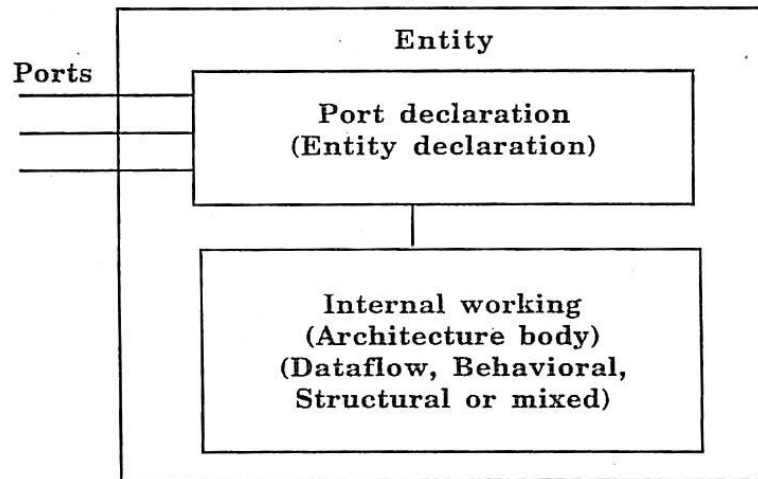 Entity
Ports
Port declaration
(Entity declaration)
Internal working
(Architecture body)
(Dataflow, Behavioral,
Structural or mixed)